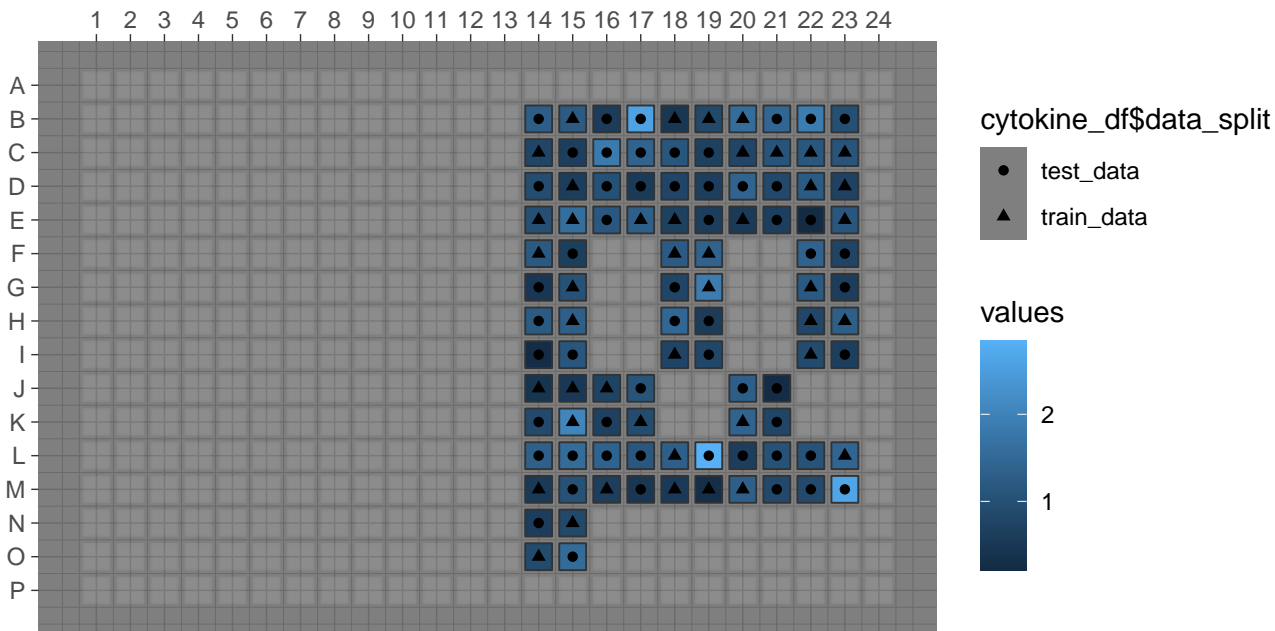 1 2 3 4 5 6 7 8 9 10 11 12 13 14 15 16 17 18 19 20 21 22 23 24
A
B
C
D
E
F
G
H
I
J
K
L
M
N
O
P
cytokine_df$data_split
test_data
train_data
values
2
1